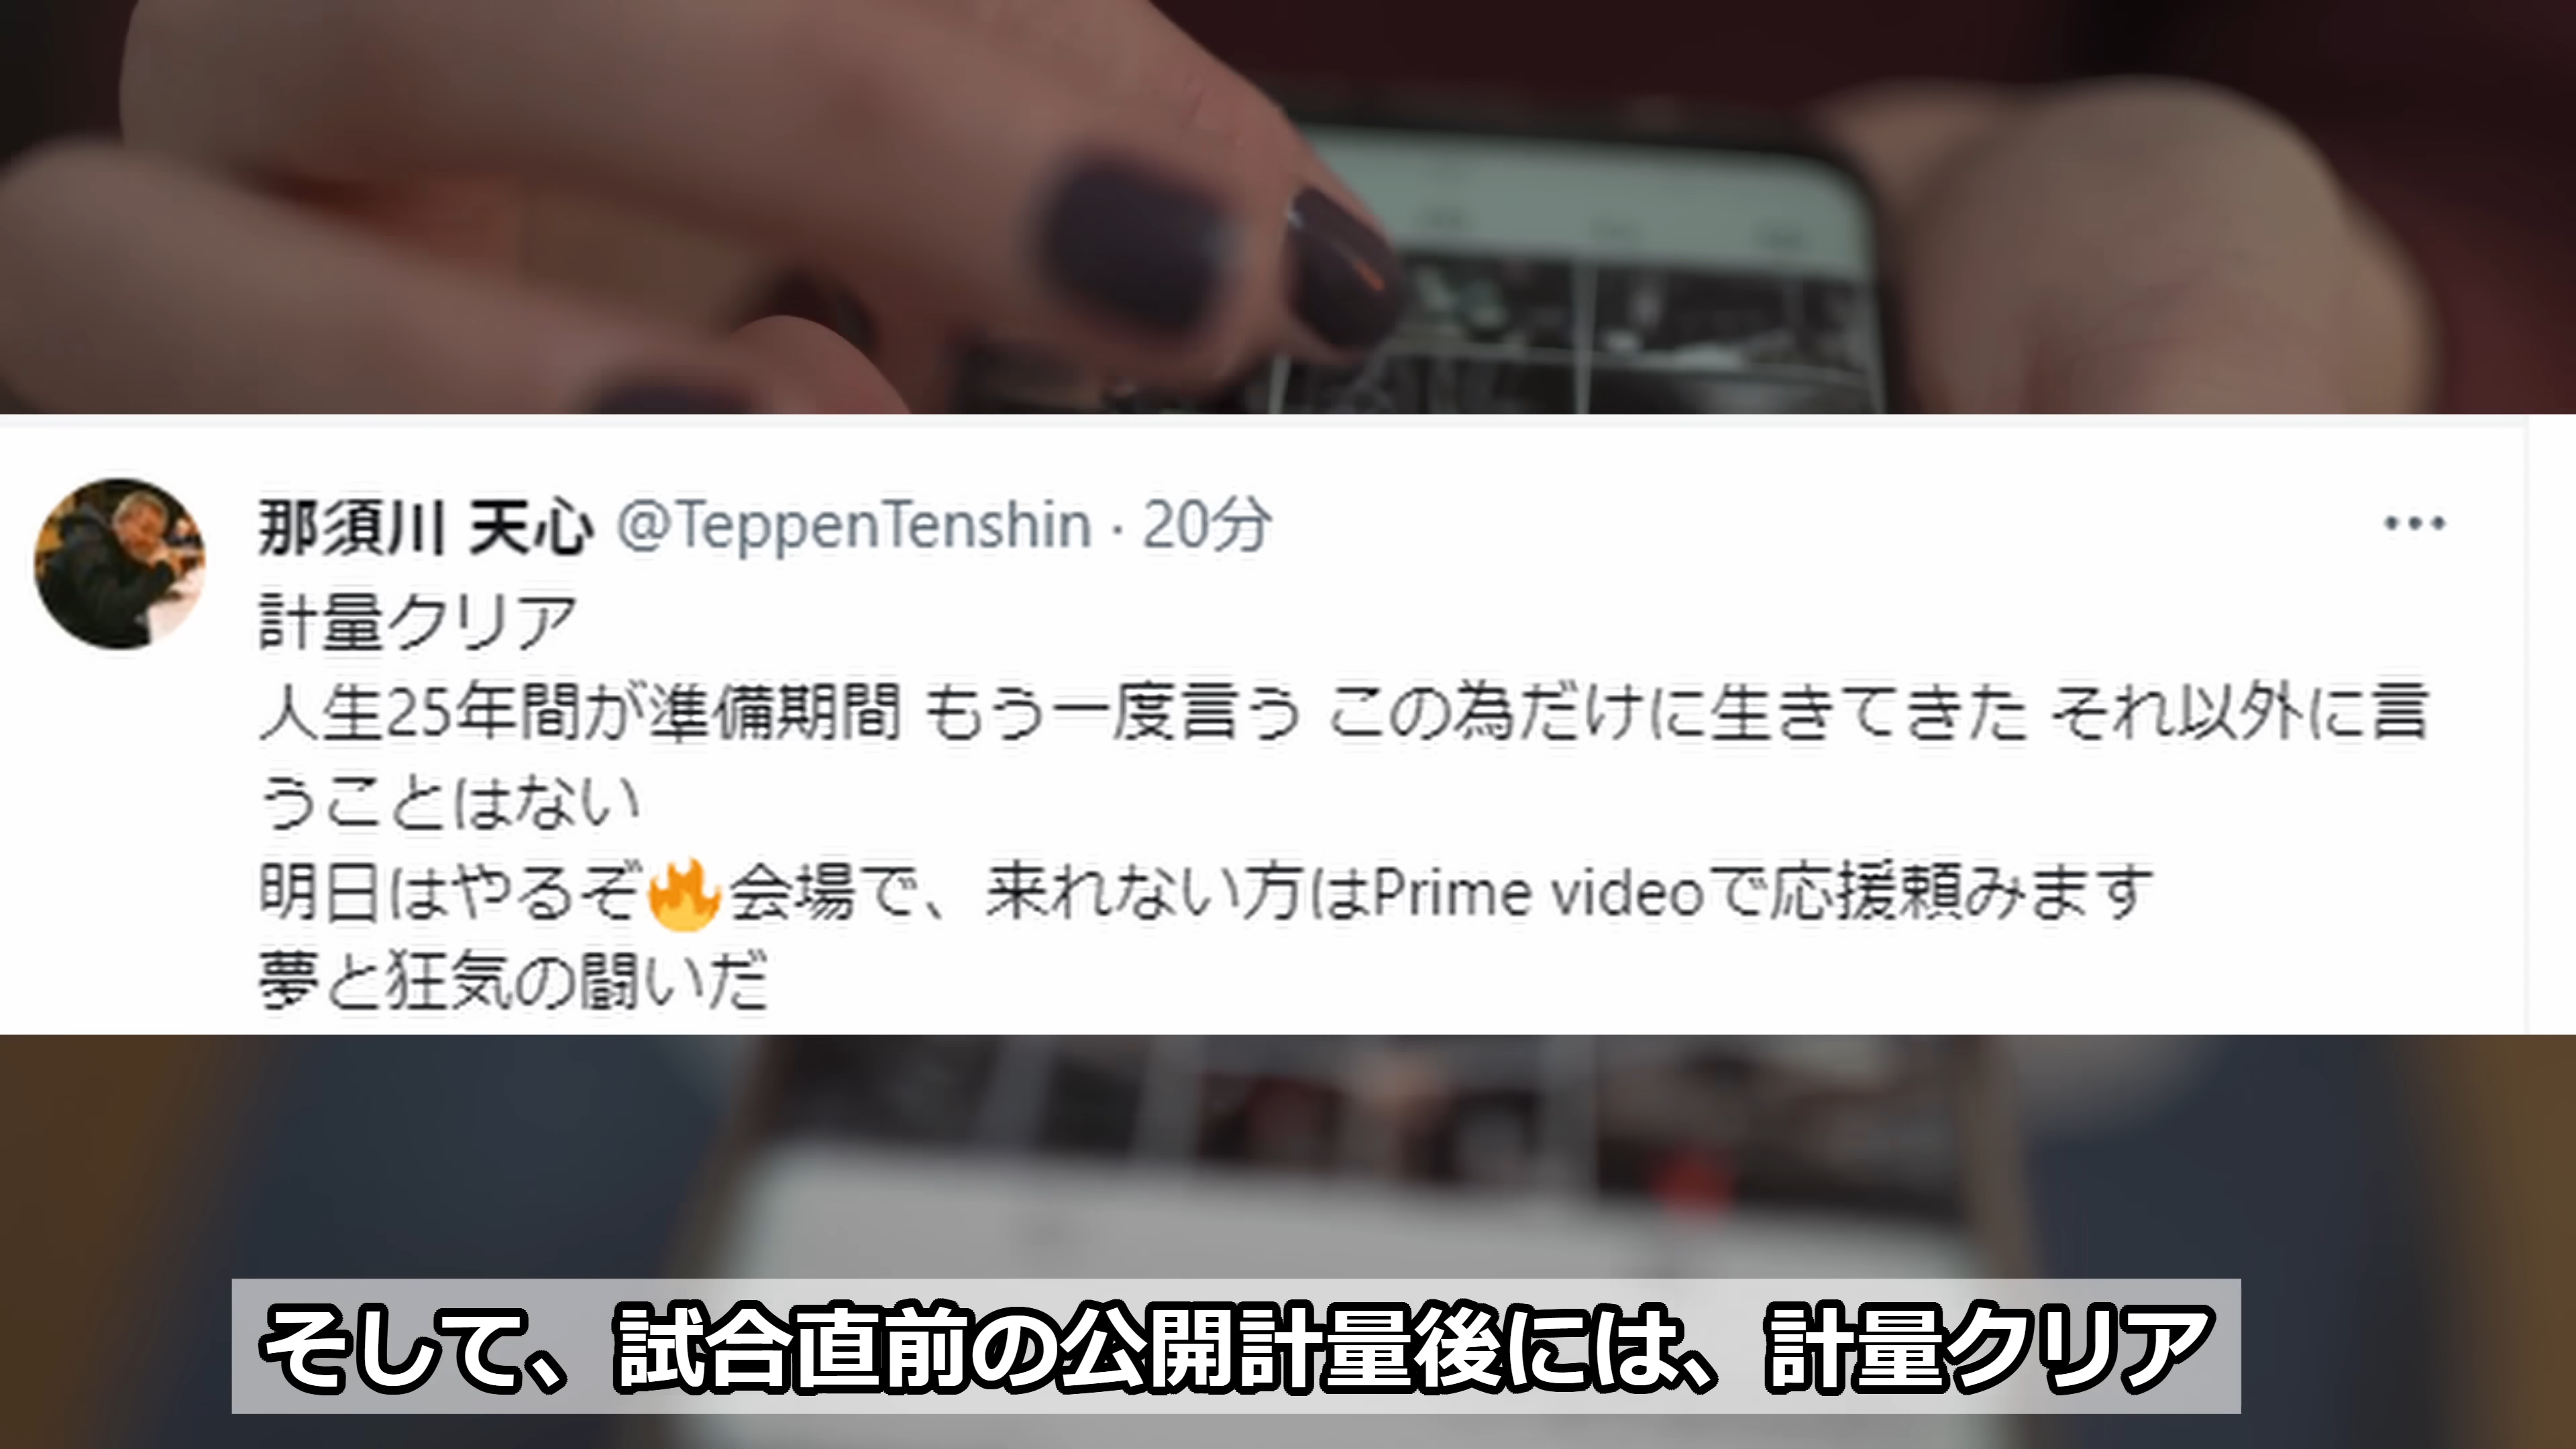 那須川 天心 @TeppenTenshin · 20分
計量クリア
人生25年間が準備期間 もう一度言う この為だけに生きてきた それ以外に言
うことはない
明日はやるぞ🔥会場で、来れない方はPrime videoで応援頼みます
夢と狂気の闘いだ
そして、試合直前の公開計量後には、計量クリア